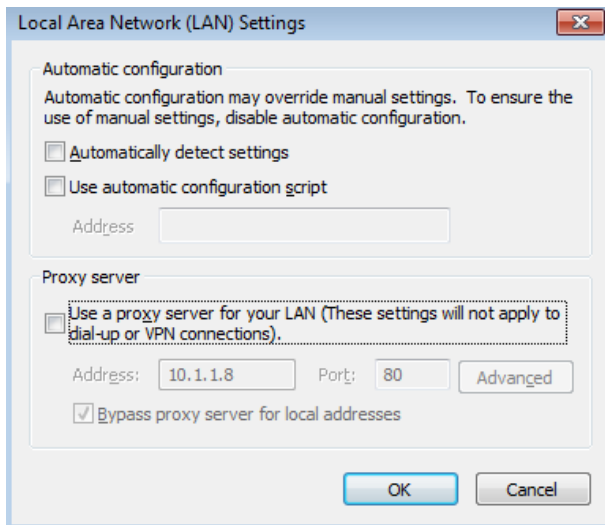 Local Area Network (LAN) Settings
Automatic configuration
Automatic configuration may override manual settings. To ensure the
use of manual settings, disable automatic configuration.
Automatically detect settings
Use automatic configuration script
Address
Proxy server
Use a proxy server for your LAN (These settings will not apply to
dial-up or VPN connections).
Address: 10.1.1.8 Port: 80 Advanced
Bypass proxy server for local addresses
OK Cancel